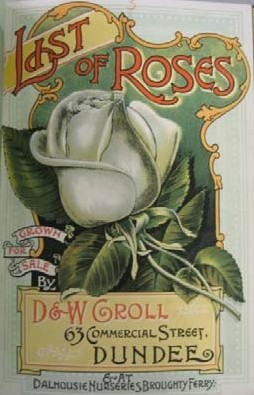 LIST
OF ROSES
GROWN
FOR
SALE
BY
D & W CROLL
63 COMMERCIAL STREET,
DUNDEE
& AT
DALHOUSIE NURSERIES BROUGHTY FERRY.